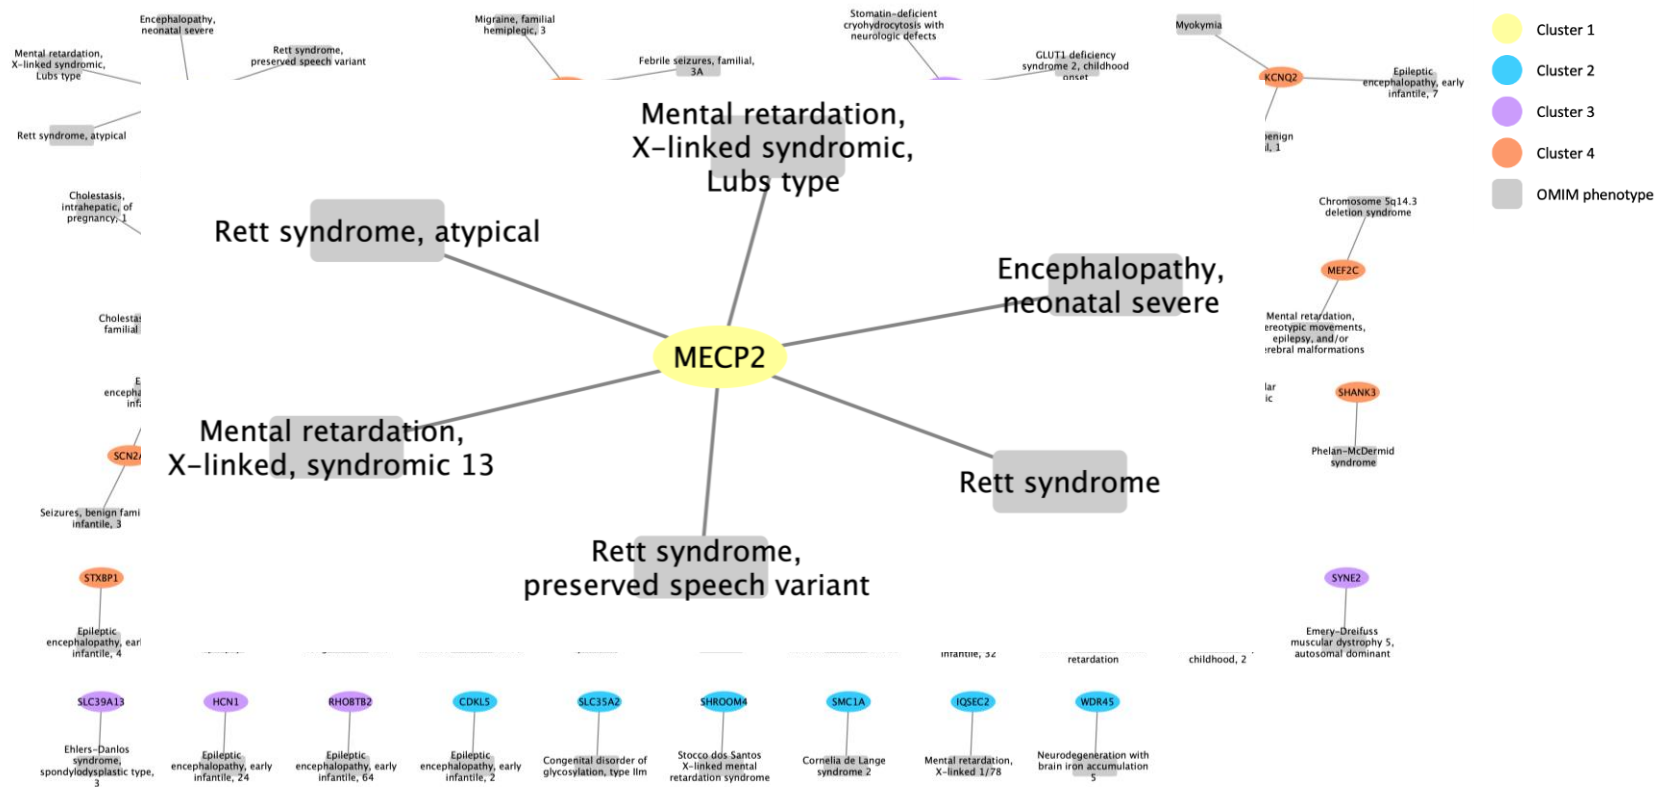 Encephalopathy,
neonatal severe
Mental retardation,
X-linked syndromic,
Lubs type
Rett syndrome,
preserved speech variant
Rett syndrome, atypical
Migraine, familial
hemiplegic, 3
Febrile seizures, familial,
3A
Stomatin-deficient
cryohydrocytosis with
neurologic defects
GLUT1 deficiency
syndrome 2, childhood
onset
Myokymia
KCNQ2
Epileptic
encephalopathy, early
infantile, 7
Cluster 1
Cluster 2
Cluster 3
Cluster 4
OMIM phenotype
Mental retardation,
X-linked syndromic,
Lubs type
Rett syndrome, atypical
Encephalopathy,
neonatal severe
MECP2
Mental retardation,
X-linked, syndromic 13
Rett syndrome
Rett syndrome,
preserved speech variant
Cholestasis,
intrahepatic, of
pregnancy, 1
familial
Seizures, benign
infantile, 3
STXBP1
Epileptic
encephalopathy,
infantile, 4
Chromosome 5q14.3
deletion syndrome
MEF2C
Mental retardation,
epilepsy, and/or
malformations
SHANK3
Phelan-McDermid
syndrome
SYNE2
Emery-Dreifuss
muscular dystrophy 5,
autosomal dominant
infantile, 32
retardation
childhood, 2
SLC39A13
HCN1
RHOBTB2
CDKL5
SLC35A2
SHROOM4
SMC1A
IQSEC2
WDR45
Ehlers-Danlos
syndrome,
spondylodysplastic type,
3
Epileptic
encephalopathy, early
infantile, 24
Epileptic
encephalopathy, early
infantile, 64
Epileptic
encephalopathy, early
infantile, 2
Congenital disorder of
glycosylation, type IIm
Stocco dos Santos
X-linked mental
retardation syndrome
Cornelia de Lange
syndrome 2
Mental retardation,
X-linked 1/78
Neurodegeneration with
brain iron accumulation
5